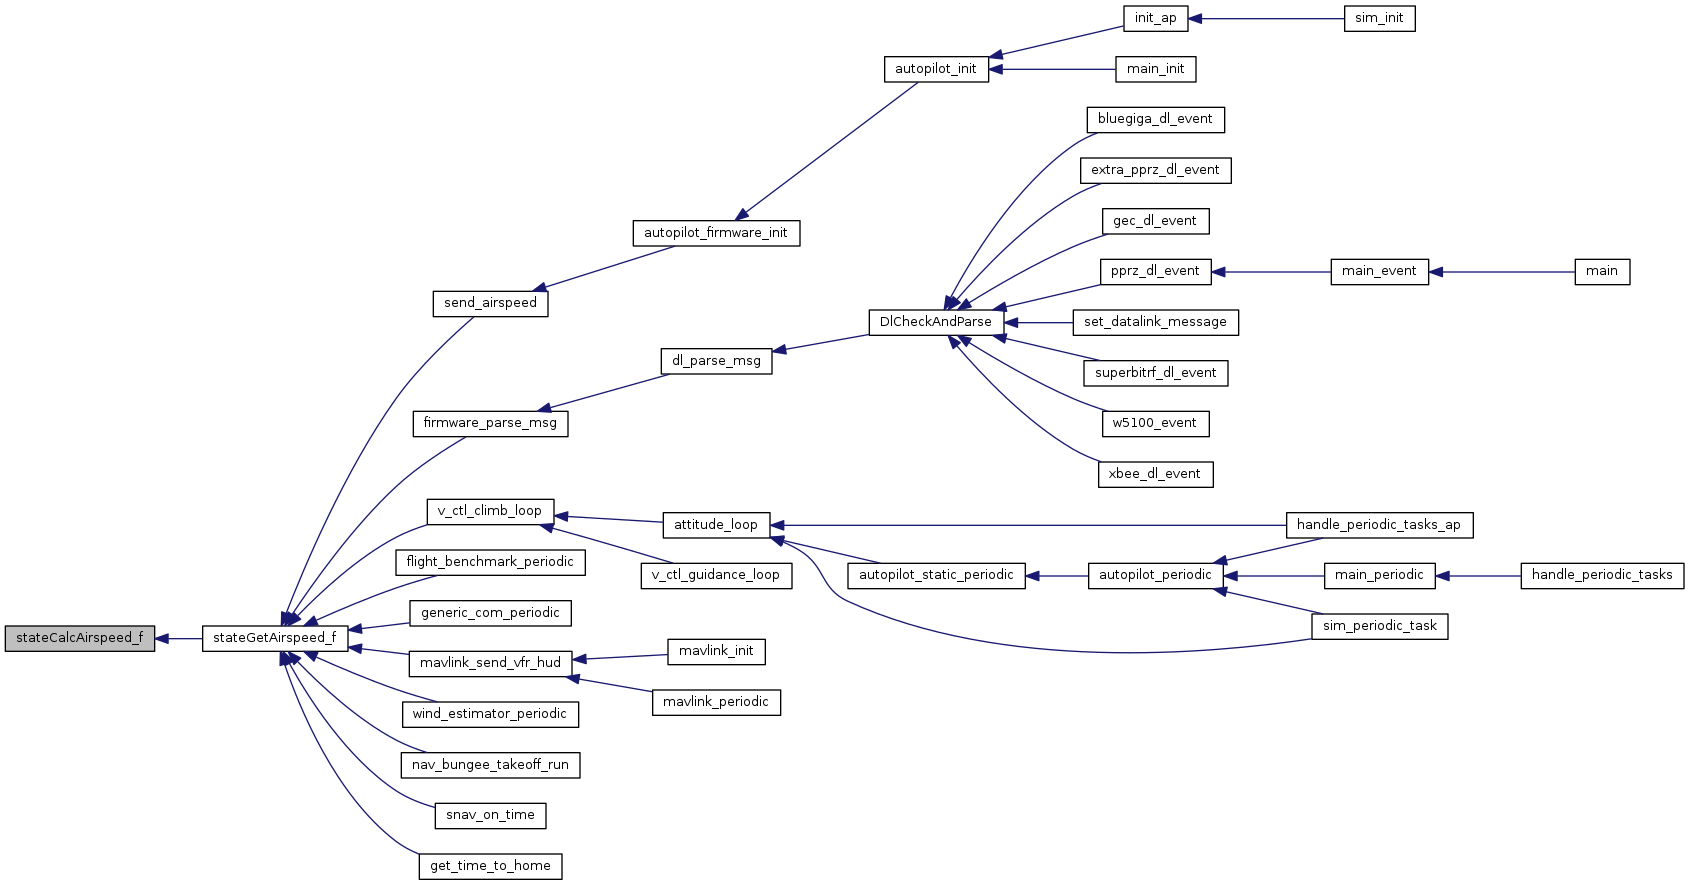 init_ap
sim_init
autopilot_init
main_init
bluegiga_dl_event
extra_pprz_dl_event
gec_dl_event
autopilot_firmware_init
pprz_dl_event
main_event
main
send_airspeed
DlCheckAndParse
set_datalink_message
dl_parse_msg
superbitrf_dl_event
firmware_parse_msg
w5100_event
xbee_dl_event
v_ctl_climb_loop
attitude_loop
handle_periodic_tasks_ap
flight_benchmark_periodic
v_ctl_guidance_loop
autopilot_static_periodic
autopilot_periodic
main_periodic
handle_periodic_tasks
generic_com_periodic
sim_periodic_task
stateCalcAirspeed_f
stateGetAirspeed_f
mavlink_send_vfr_hud
mavlink_init
mavlink_periodic
wind_estimator_periodic
nav_bungee_takeoff_run
snav_on_time
get_time_to_home